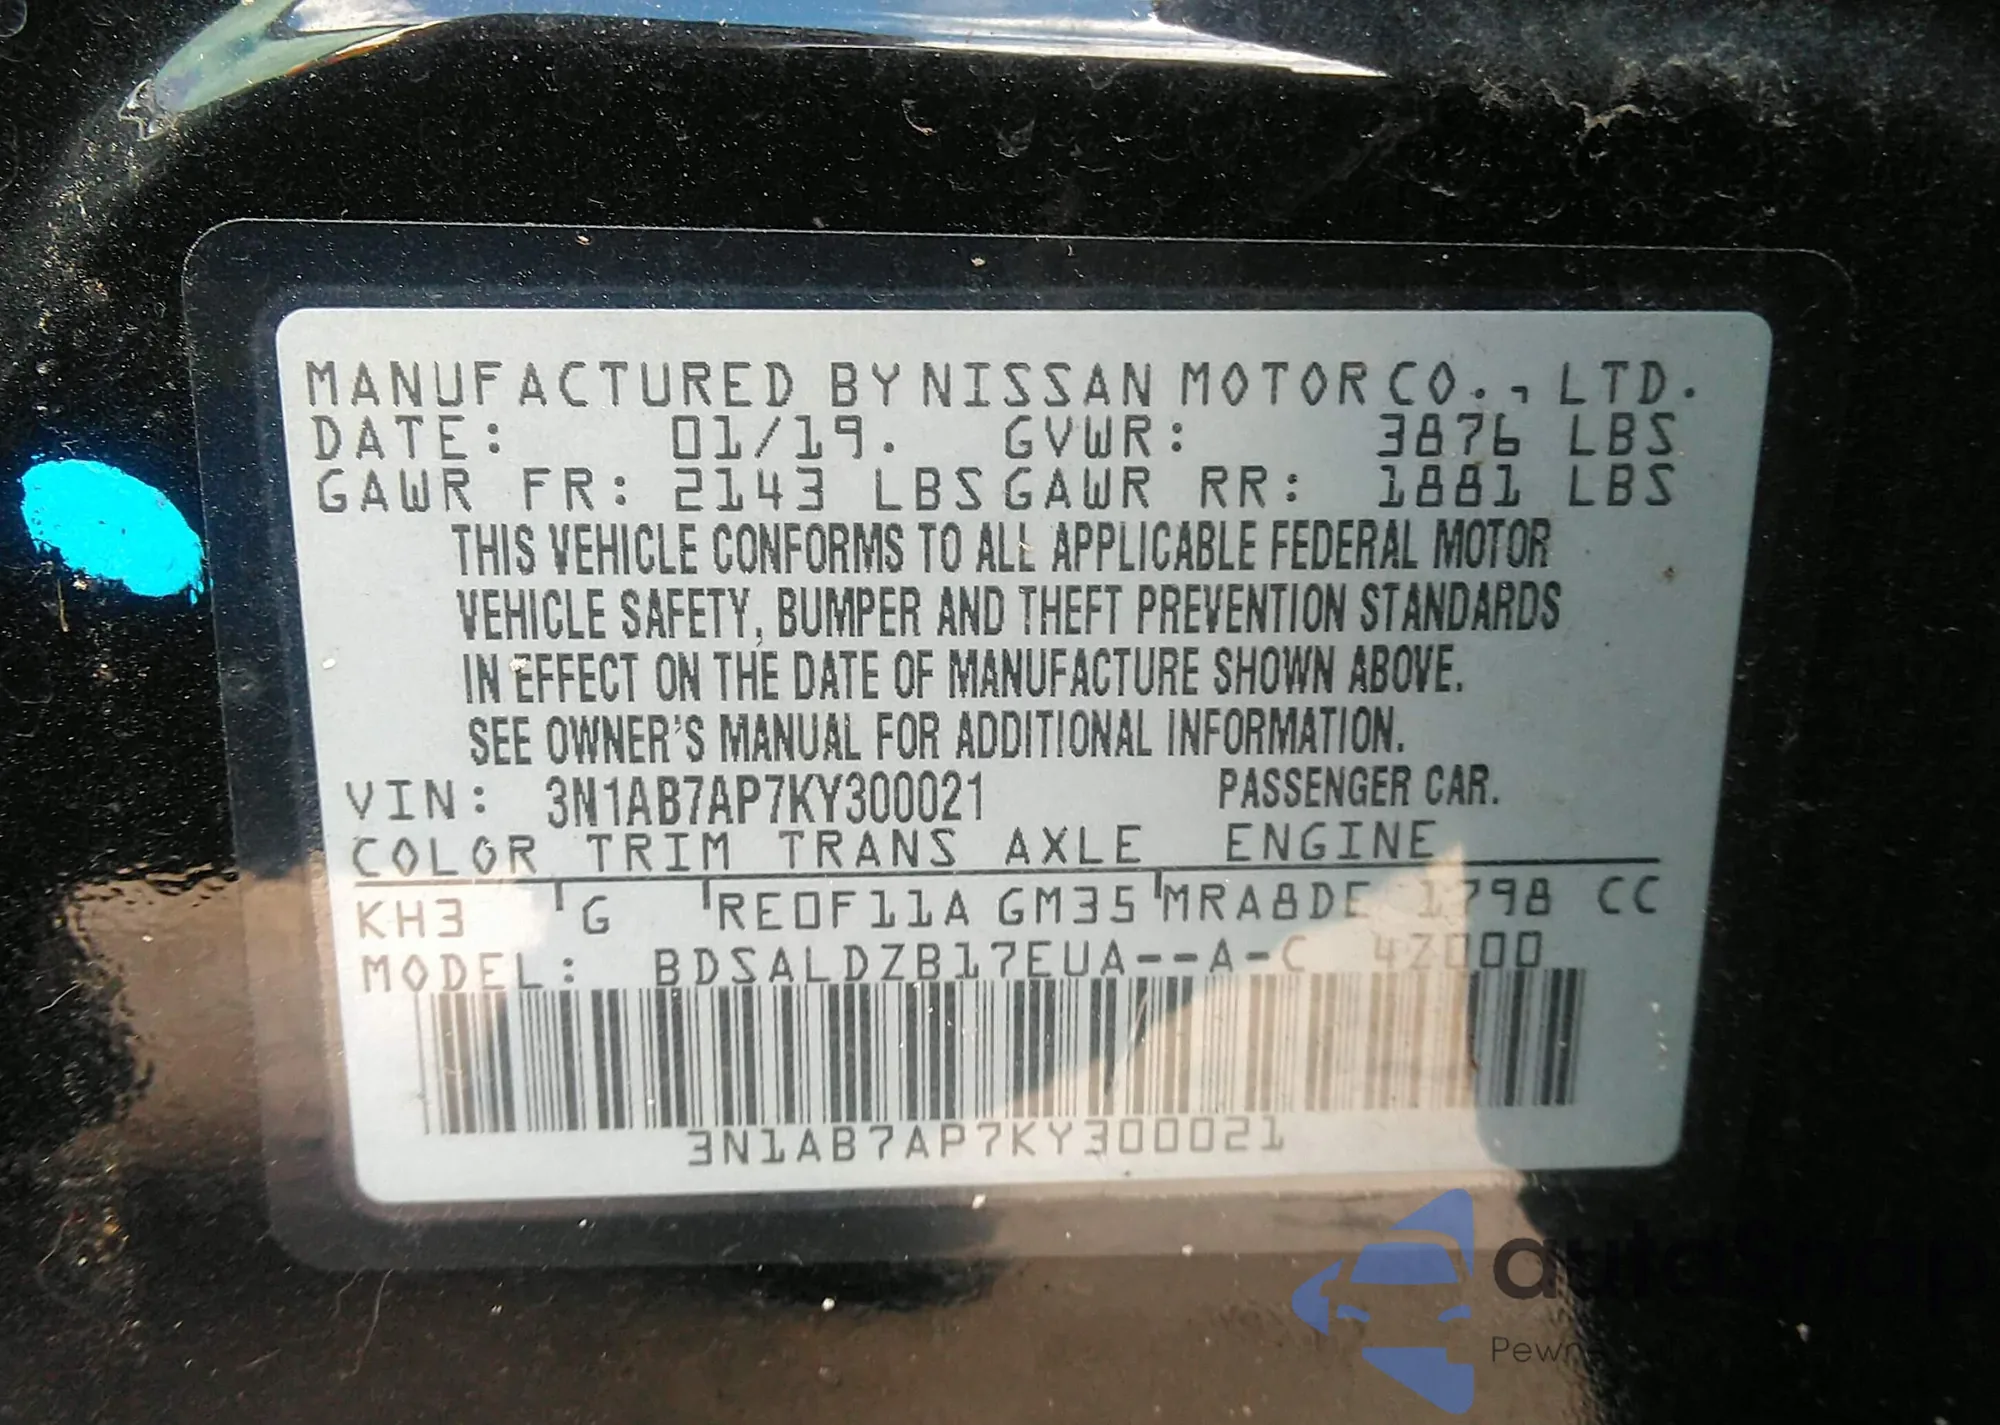 MANUFACTURED BY NISSAN MOTOR CO., LTD.
DATE: 01/19. GVWR: 3876 LBS
GAWR FR: 2143 LBS GAWR RR: 1881 LBS
THIS VEHICLE CONFORMS TO ALL APPLICABLE FEDERAL MOTOR
VEHICLE SAFETY, BUMPER AND THEFT PREVENTION STANDARDS
IN EFFECT ON THE DATE OF MANUFACTURE SHOWN ABOVE.
SEE OWNER'S MANUAL FOR ADDITIONAL INFORMATION.
VIN: 3N1AB7AP7KY300021 PASSENGER CAR.
COLOR TRIM TRANS AXLE ENGINE
KH3 G RE0F11A GM35 MRA8DE 1798 CC
MODEL: BDSALDZB17EUA--A-C 4Z000
3N1AB7AP7KY300021